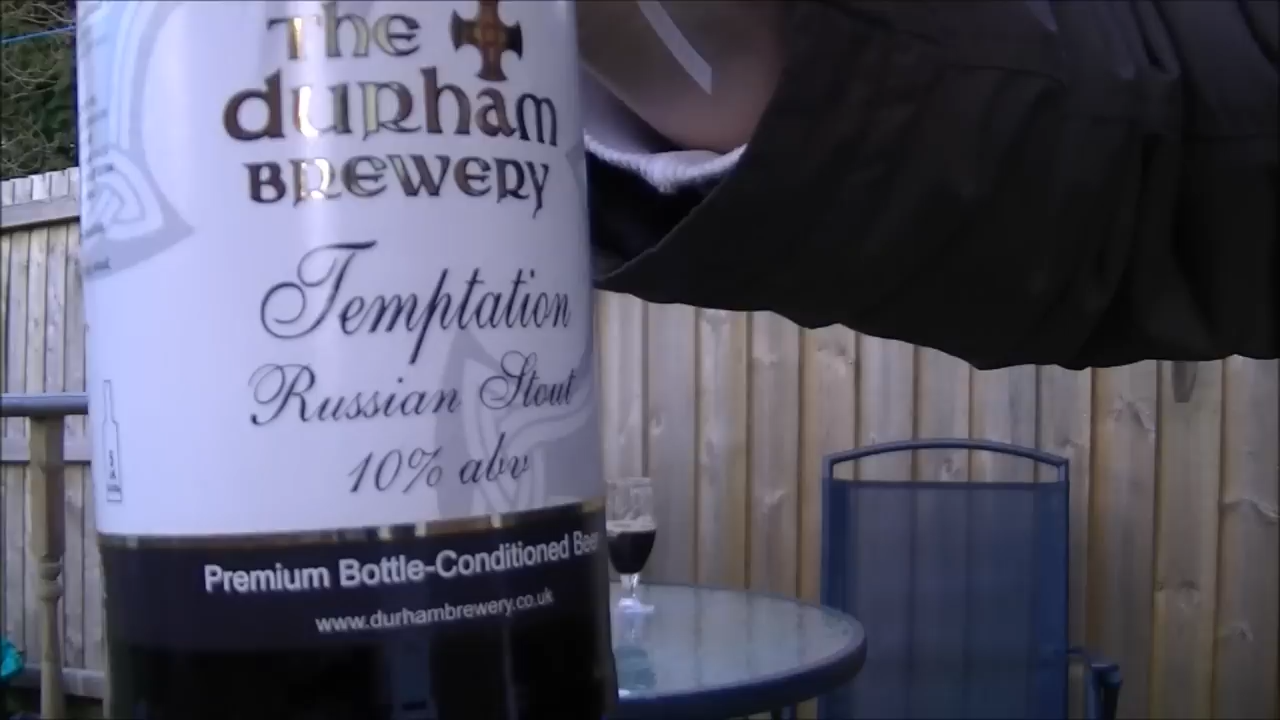 The
durham
BREWERY
Temptation
Russian Stout
10% abv
Premium Bottle-Conditioned Beer
www.durhambrewery.co.uk